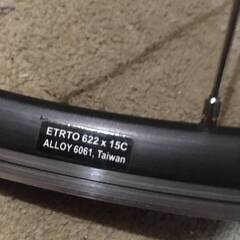 ETRTO 622 x 15C
ALLOY 6061, Taiwan